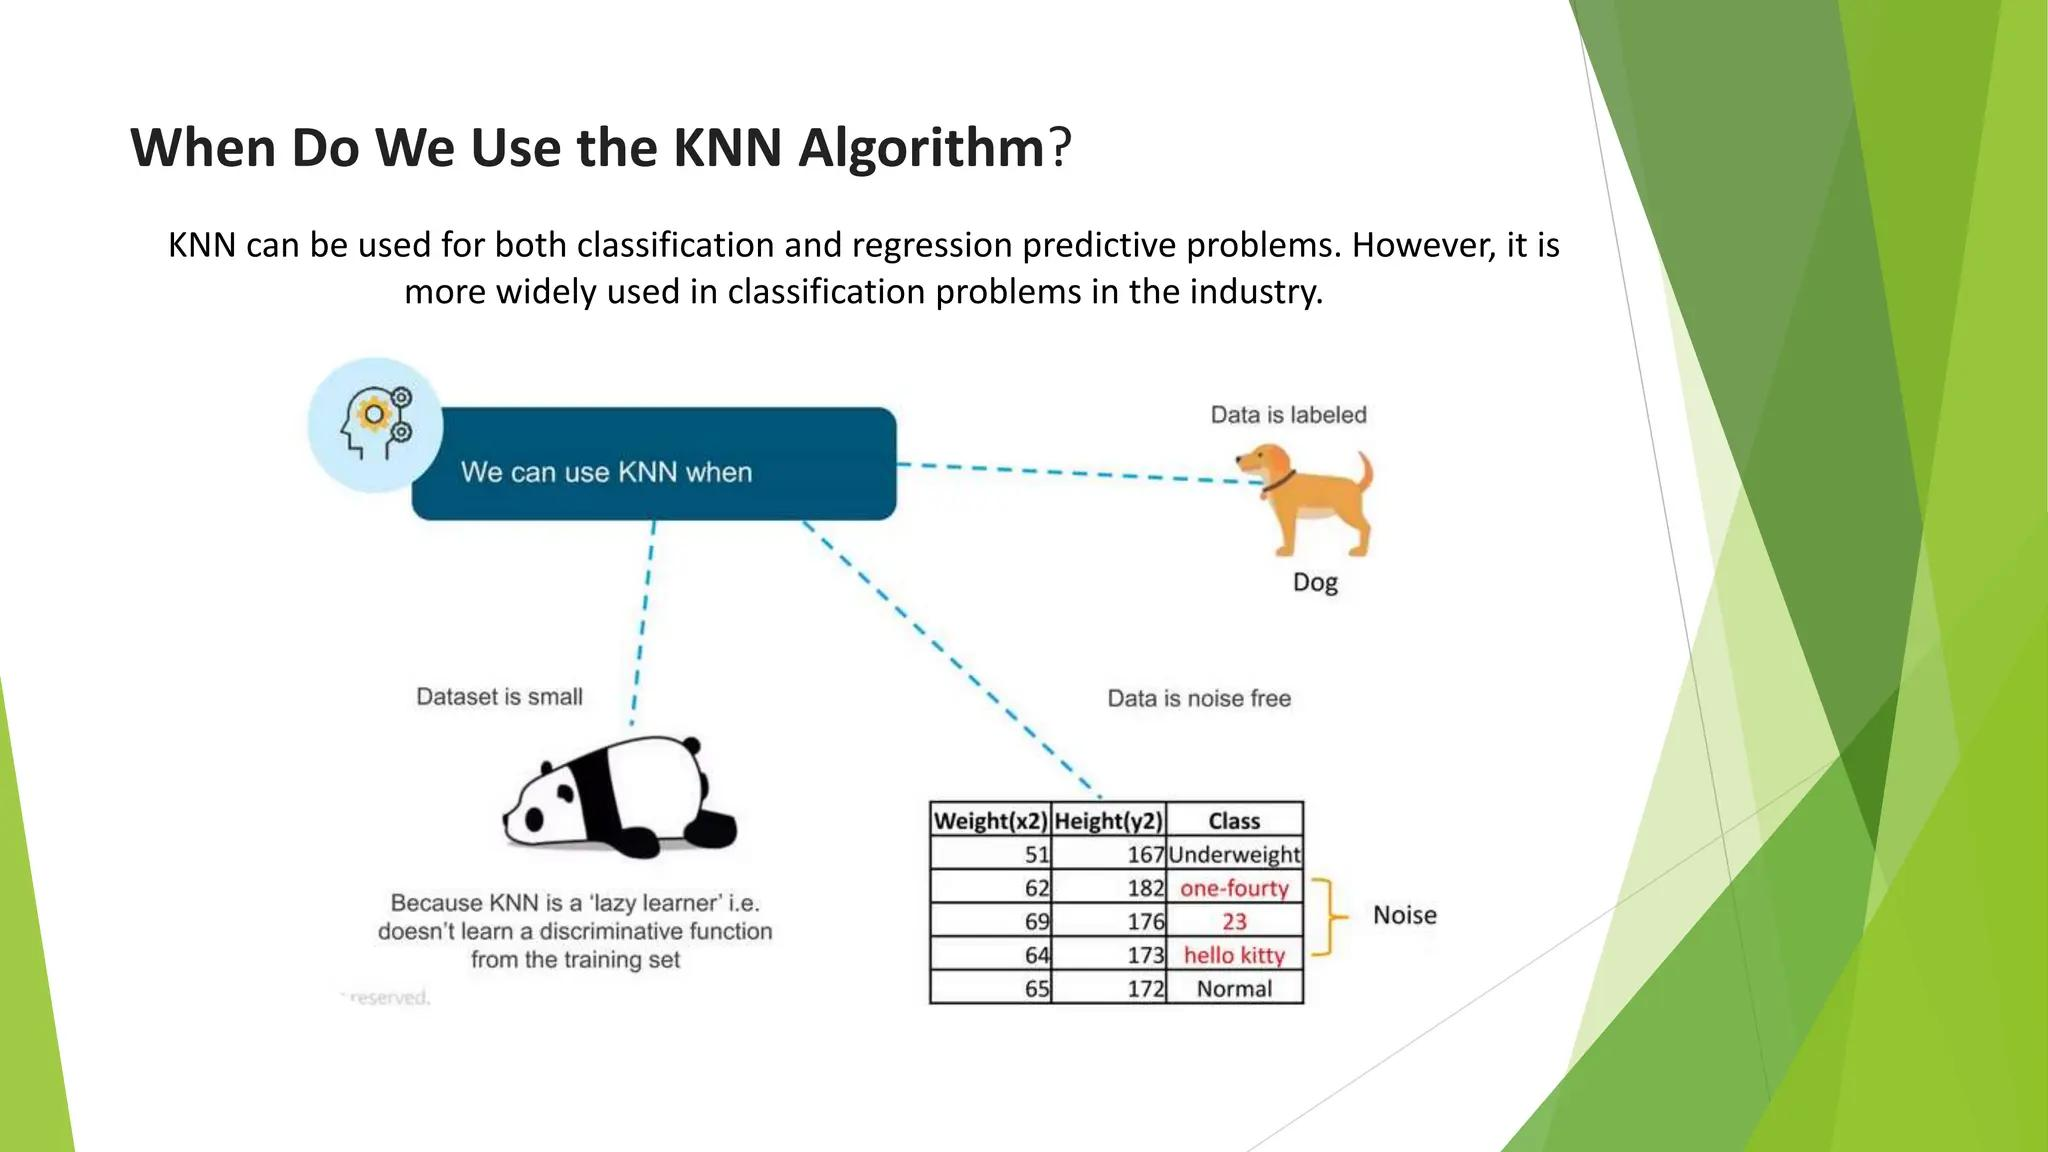 When Do We Use the KNN Algorithm?
KNN can be used for both classification and regression predictive problems. However, it is
more widely used in classification problems in the industry.
We can use KNN when
Data is labeled
Dog
Dataset is small
Because KNN is a ‘lazy learner’ i.e.
doesn’t learn a discriminative function
from the training set
reserved.
Data is noise free
Weight(x2) Height(y2) Class
51 167 Underweight
62 182 one-fourty
69 176 23
64 173 hello kitty
65 172 Normal
Noise